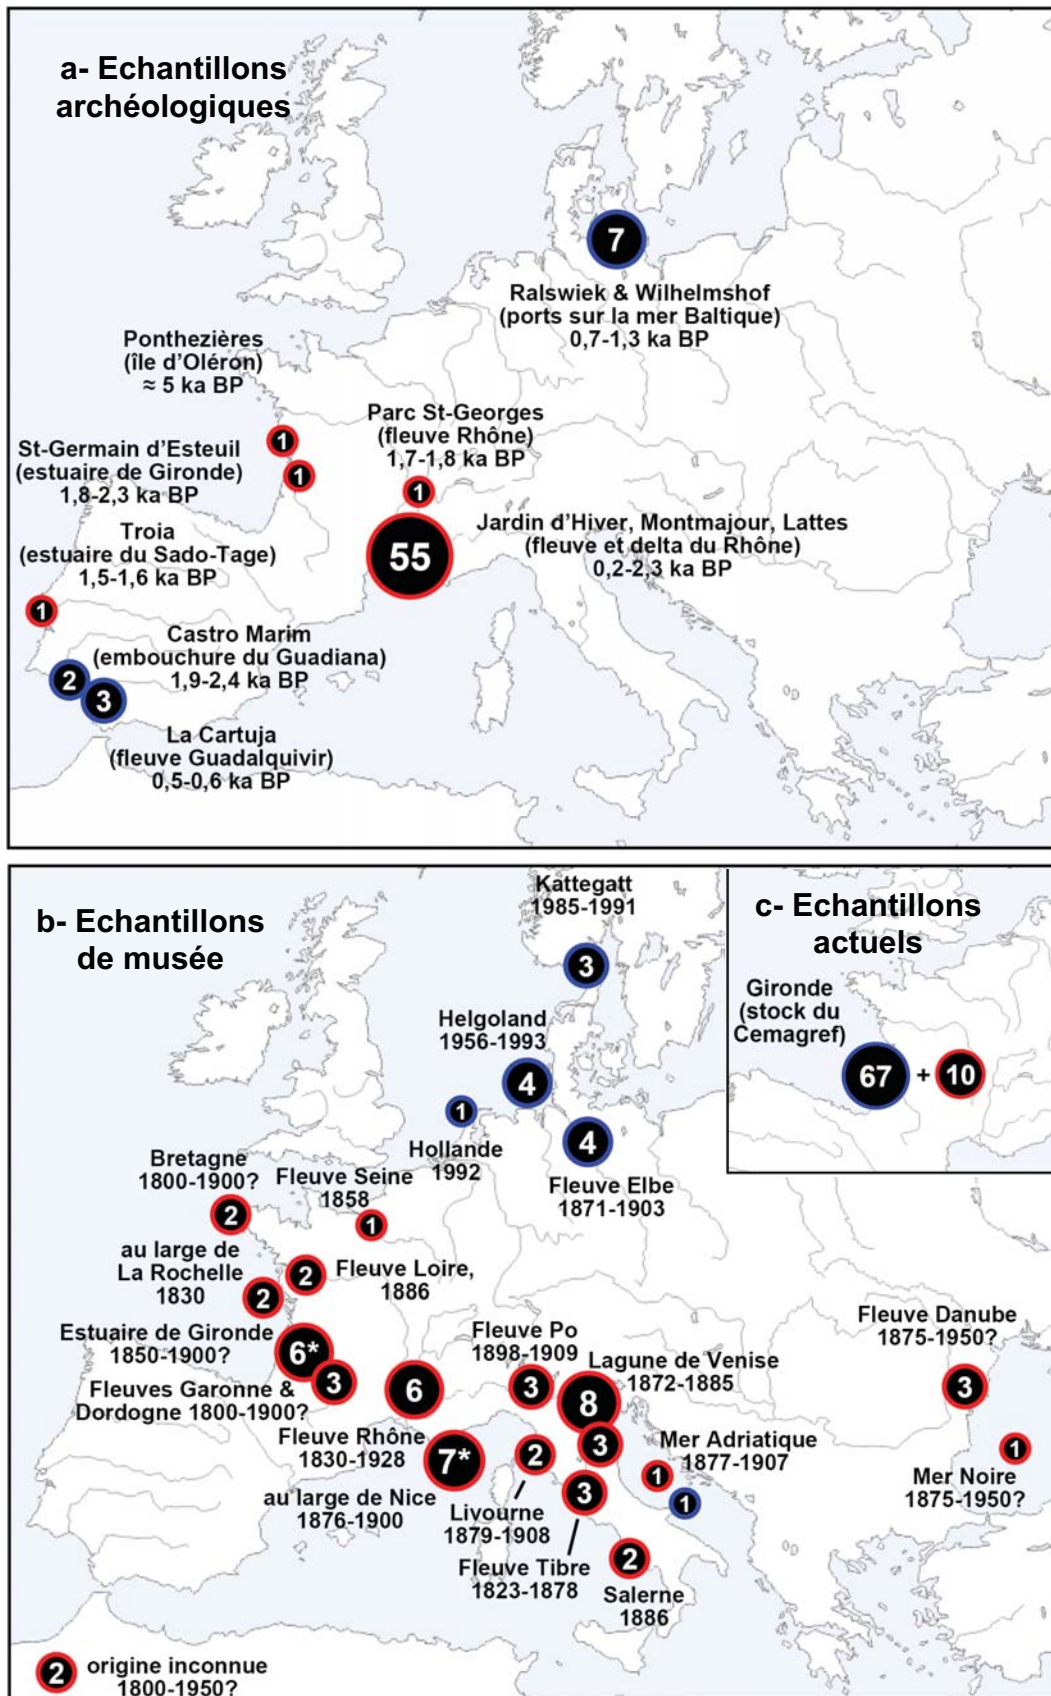 a- Echantillons
archéologiques
7
Ralswiek & Wilhelmshof
(ports sur la mer Baltique)
0,7-1,3 ka BP
Ponthezières
(île d'Oléron)
≈ 5 ka BP
1
St-Germain d'Esteuil
(estuaire de Gironde)
1,8-2,3 ka BP
1
Parc St-Georges
(fleuve Rhône)
1,7-1,8 ka BP
1
Jardin d'Hiver, Montmajour, Lattes
(fleuve et delta du Rhône)
0,2-2,3 ka BP
55
Troia
(estuaire du Sado-Tage)
1,5-1,6 ka BP
1
Castro Marim
(embouchure du Guadiana)
1,9-2,4 ka BP
2
3
La Cartuja
(fleuve Guadalquivir)
0,5-0,6 ka BP
b- Echantillons
de musée
Kattegatt
1985-1991
3
Helgoland
1956-1993
4
1
Hollande
1992
4
Fleuve Elbe
1871-1903
Bretagne
1800-1900?
2
Fleuve Seine
1858
1
au large de
La Rochelle
1830
2
2
Fleuve Loire,
1886
Estuaire de Gironde
1850-1900?
6*
Fleuves Garonne &
Dordogne 1800-1900?
3
6
Fleuve Rhône
1830-1928
7*
au large de Nice
1876-1900
Fleuve Po
1898-1909
3
Lagune de Venise
1872-1885
8
3
2
Livourne
1879-1908
3
Fleuve Tibre
1823-1878
Mer Adriatique
1877-1907
1
1
2
Salerne
1886
Fleuve Danube
1875-1950?
3
1
Mer Noire
1875-1950?
2
origine inconnue
1800-1950?
c- Echantillons
actuels
Gironde
(stock du
Cemagref)
67 + 10